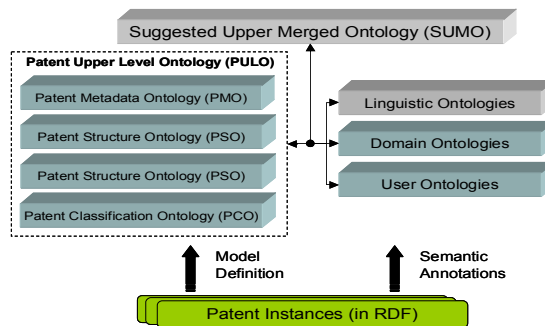 Suggested Upper Merged Ontology (SUMO)
Patent Upper Level Ontology (PULO)
Patent Metadata Ontology (PMO)
Patent Structure Ontology (PSO)
Patent Structure Ontology (PSO)
Patent Classification Ontology (PCO)
Linguistic Ontologies
Domain Ontologies
User Ontologies
Model
Definition
Semantic
Annotations
Patent Instances (in RDF)